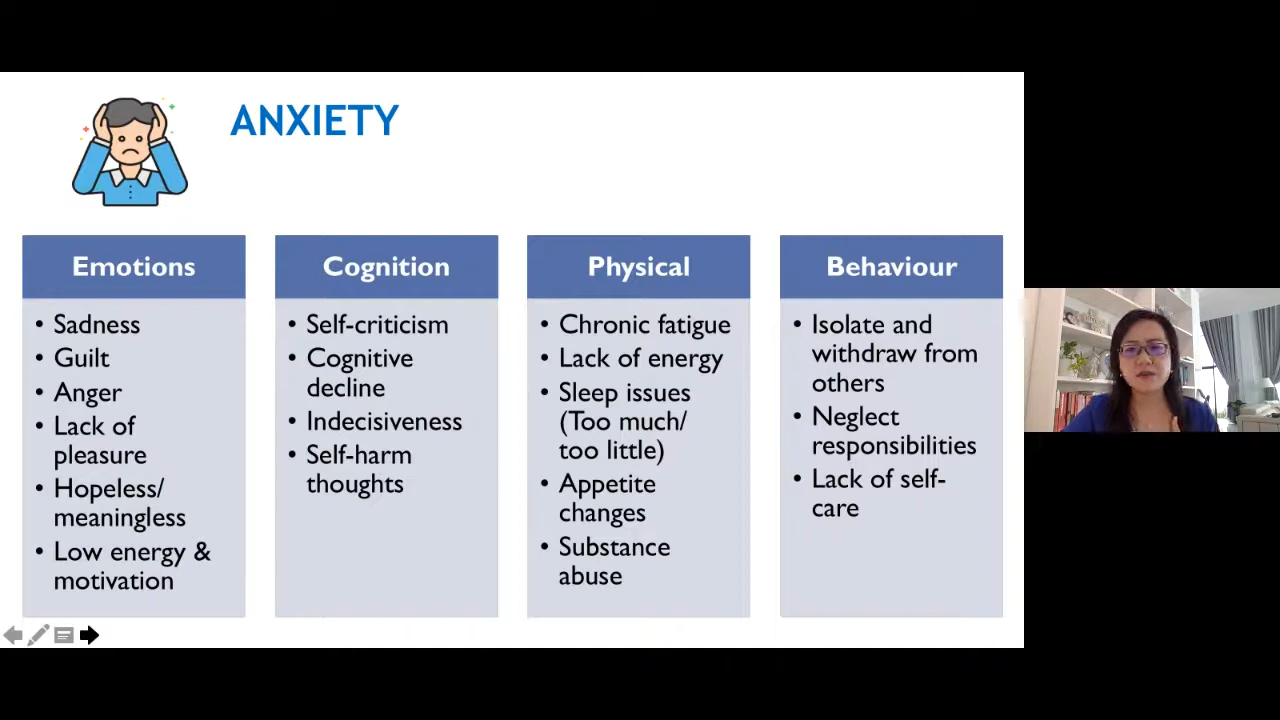 ANXIETY
Emotions
• Sadness
• Guilt
• Anger
• Lack of
pleasure
• Hopeless/
meaningless
• Low energy &
motivation
Cognition
• Self-criticism
• Cognitive
decline
• Indecisiveness
• Self-harm
thoughts
Physical
• Chronic fatigue
• Lack of energy
• Sleep issues
(Too much/
too little)
• Appetite
changes
• Substance
abuse
Behaviour
• Isolate and
withdraw from
others
• Neglect
responsibilities
• Lack of self-
care